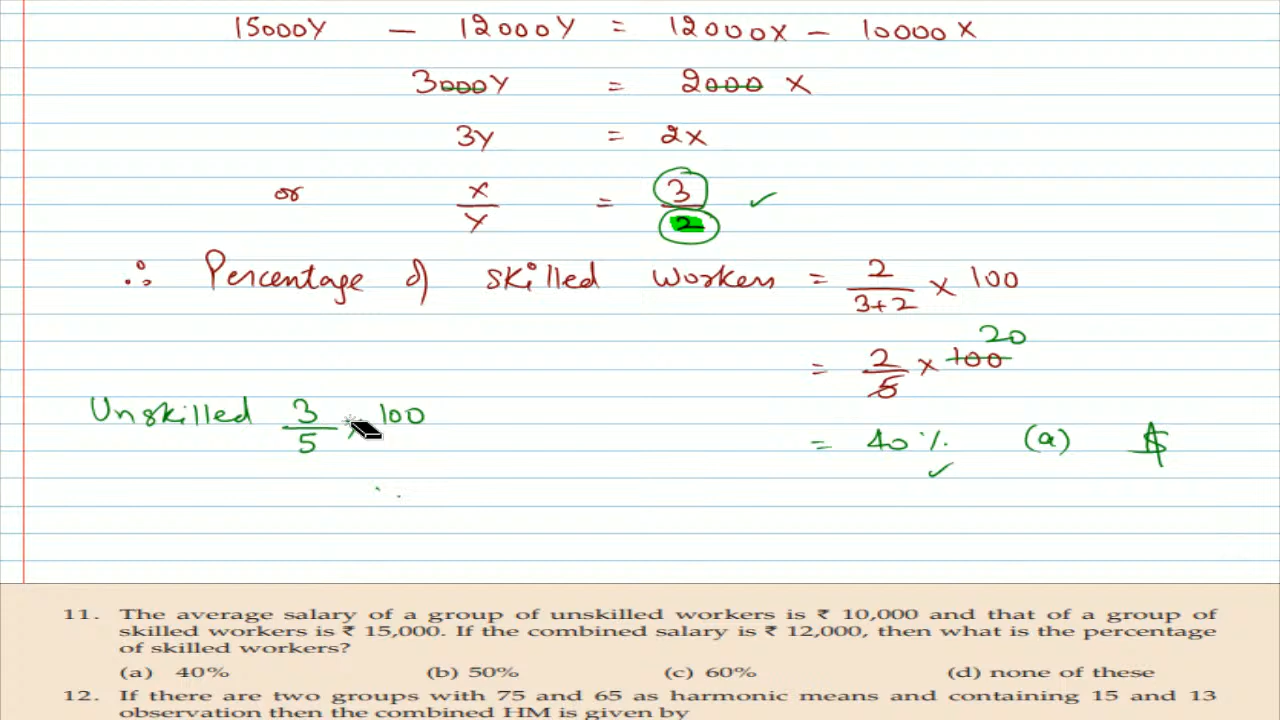 15000Y - 12000Y = 12000X - 10000X
3000Y = 2000 X
3Y = 2X
or X/Y = 3/2 ✓
∴ Percentage of skilled workers = 2/(3+2) × 100
= 2/5 × 100 20
Unskilled 3/5 × 100
= 40% (a)
11. The average salary of a group of unskilled workers is ₹ 10,000 and that of a group of
skilled workers is ₹ 15,000. If the combined salary is ₹ 12,000, then what is the percentage
of skilled workers?
(a) 40% (b) 50% (c) 60% (d) none of these
12. If there are two groups with 75 and 65 as harmonic means and containing 15 and 13
observation then the combined HM is given by